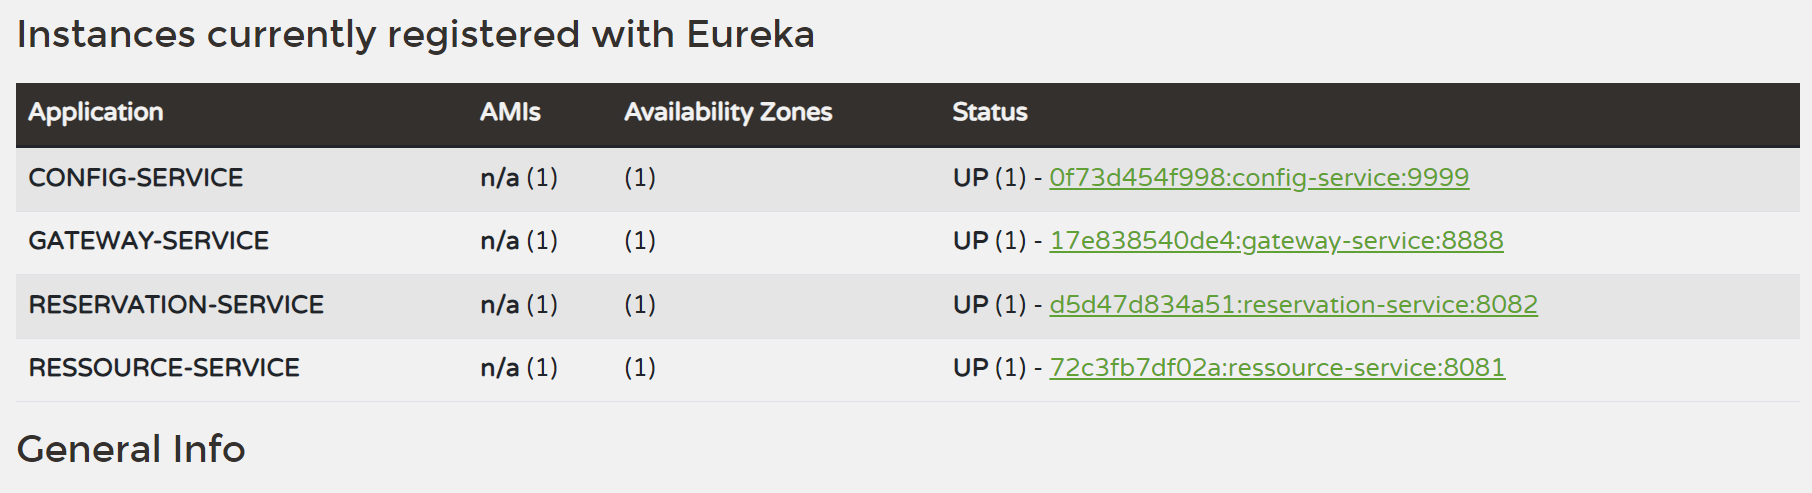 Instances currently registered with Eureka
Application AMIs Availability Zones Status
CONFIG-SERVICE n/a (1) (1) UP (1) - 0f73d454f998:config-service:9999
GATEWAY-SERVICE n/a (1) (1) UP (1) - 17e838540de4:gateway-service:8888
RESERVATION-SERVICE n/a (1) (1) UP (1) - d5d47d834a51:reservation-service:8082
RESSOURCE-SERVICE n/a (1) (1) UP (1) - 72c3fb7df02a:ressource-service:8081
General Info